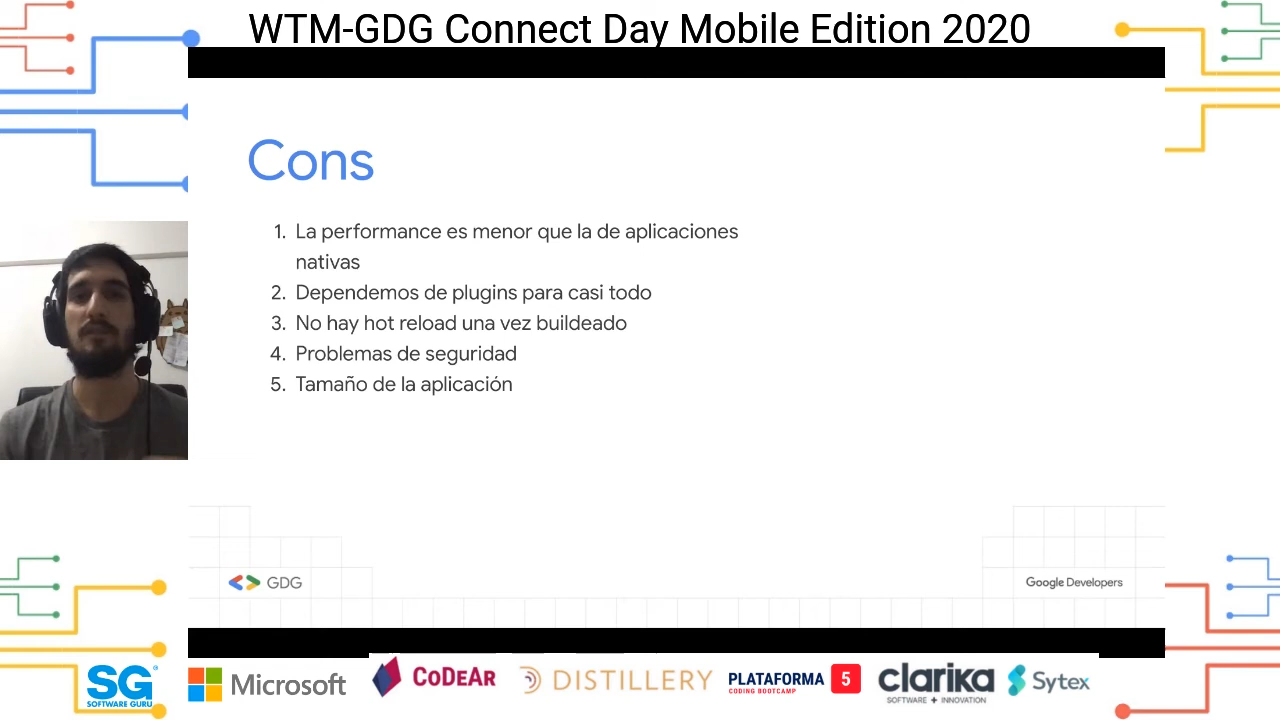 WTM-GDG Connect Day Mobile Edition 2020
Cons
1. La performance es menor que la de aplicaciones
nativas
2. Dependemos de plugins para casi todo
3. No hay hot reload una vez buildeado
4. Problemas de seguridad
5. Tamaño de la aplicación
GDG
Google Developers
SG
SOFTWARE GURU
Microsoft
CoDeAr
DISTILLERY
PLATAFORMA 5
CODING BOOTCAMP
clarika
SOFTWARE + INNOVATION
Sytex